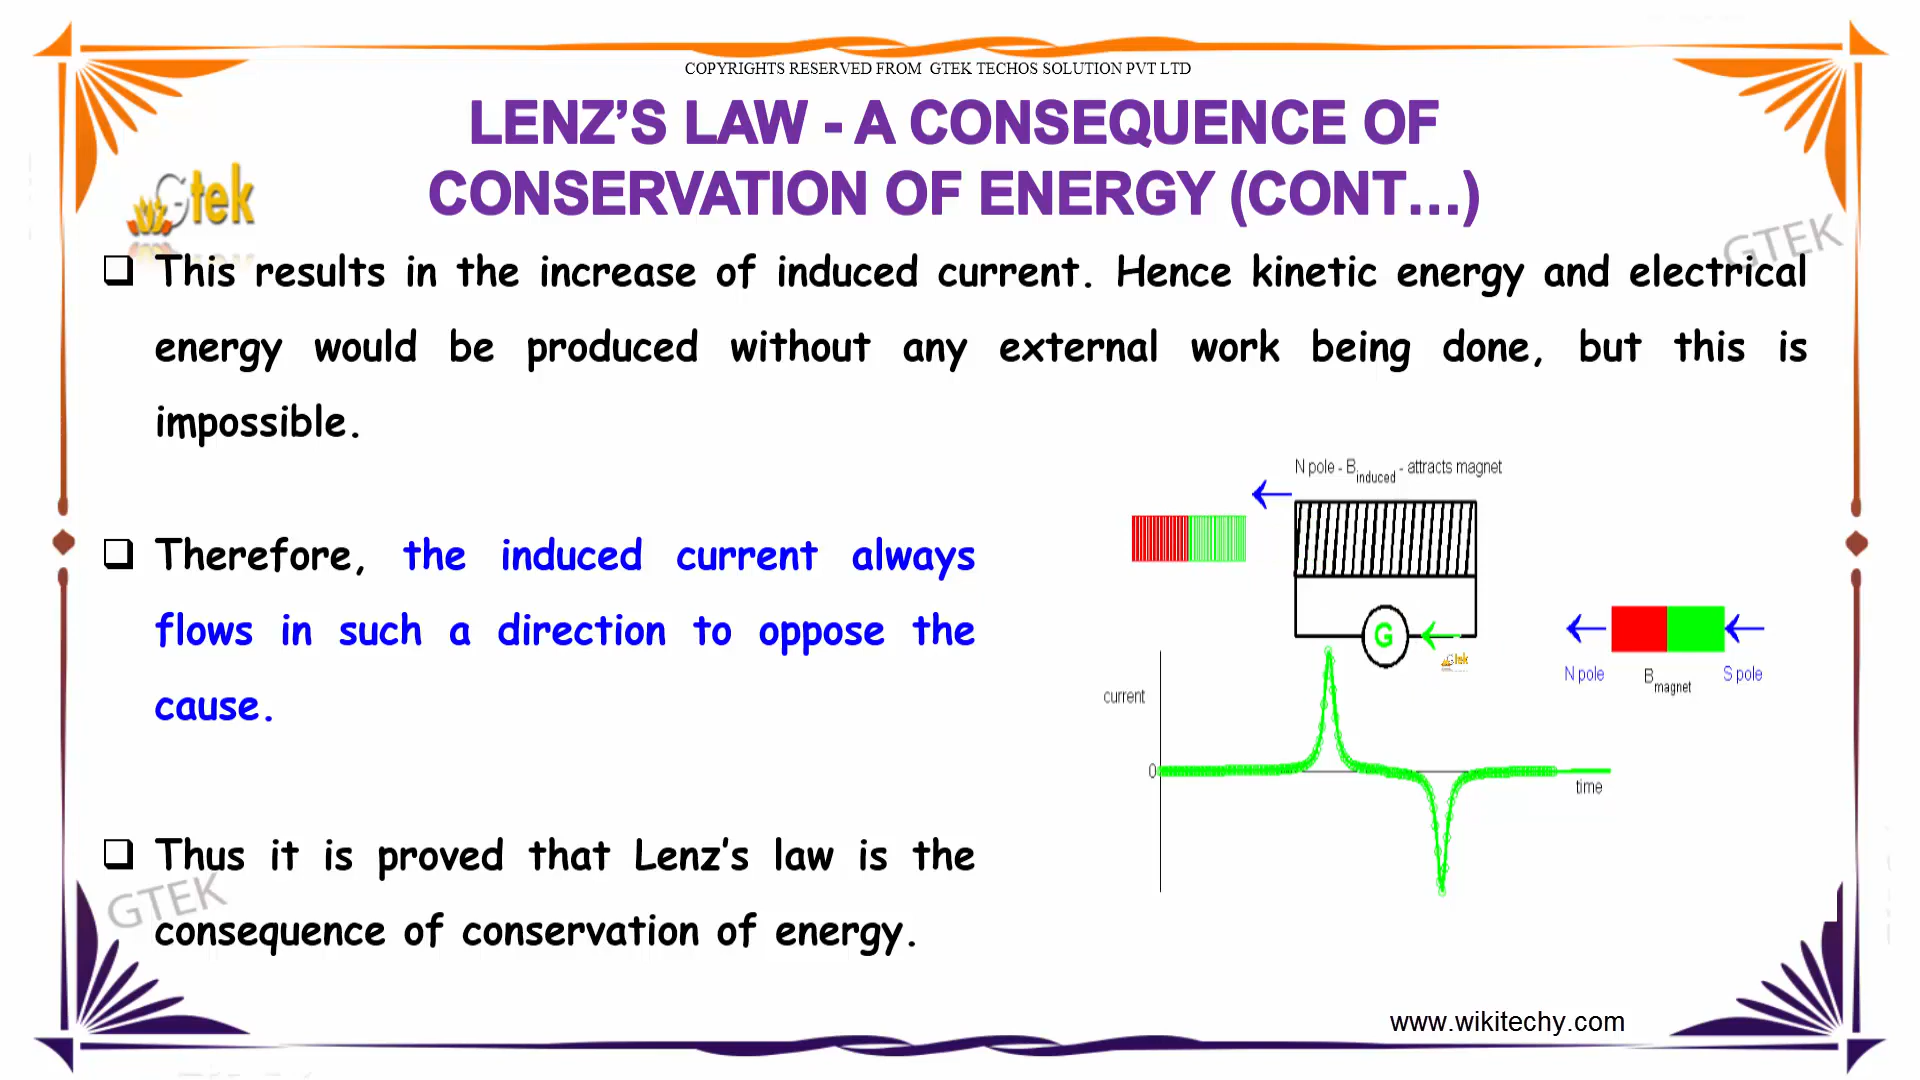 COPYRIGHTS RESERVED FROM GTEK TECHOS SOLUTION PVT LTD
LENZ’S LAW - A CONSEQUENCE OF
CONSERVATION OF ENERGY (CONT…)
Gtek
GTEK
❑ This results in the increase of induced current. Hence kinetic energy and electrical
energy would be produced without any external work being done, but this is
impossible.
❑ Therefore, the induced current always
flows in such a direction to oppose the
cause.
❑ Thus it is proved that Lenz’s law is the
consequence of conservation of energy.
GTEK
N pole - Binduced - attracts magnet
G
Gtek
N pole Bmagnet S pole
current
0
time
www.wikitechy.com